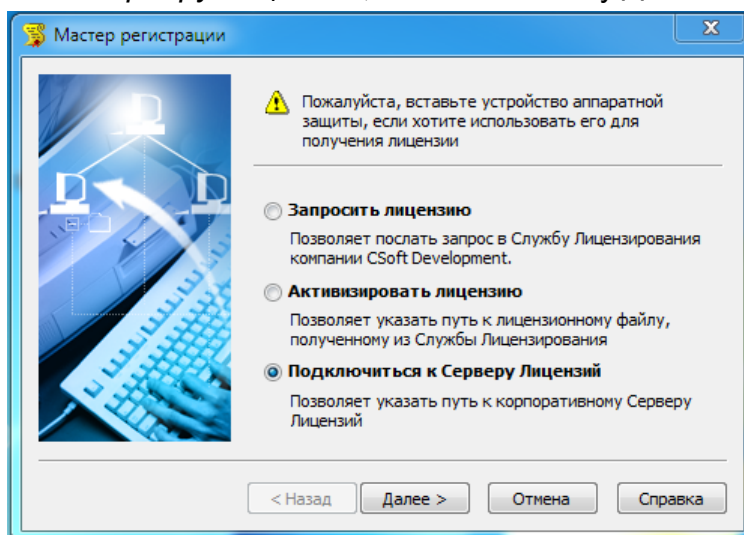 Мастер регистрации
Пожалуйста, вставьте устройство аппаратной
защиты, если хотите использовать его для
получения лицензии
Запросить лицензию
Позволяет послать запрос в Службу Лицензирования
компании CSoft Development.
Активизировать лицензию
Позволяет указать путь к лицензионному файлу,
полученному из Службы Лицензирования
Подключиться к Серверу Лицензий
Позволяет указать путь к корпоративному Серверу
Лицензий
< Назад Далее > Отмена Справка